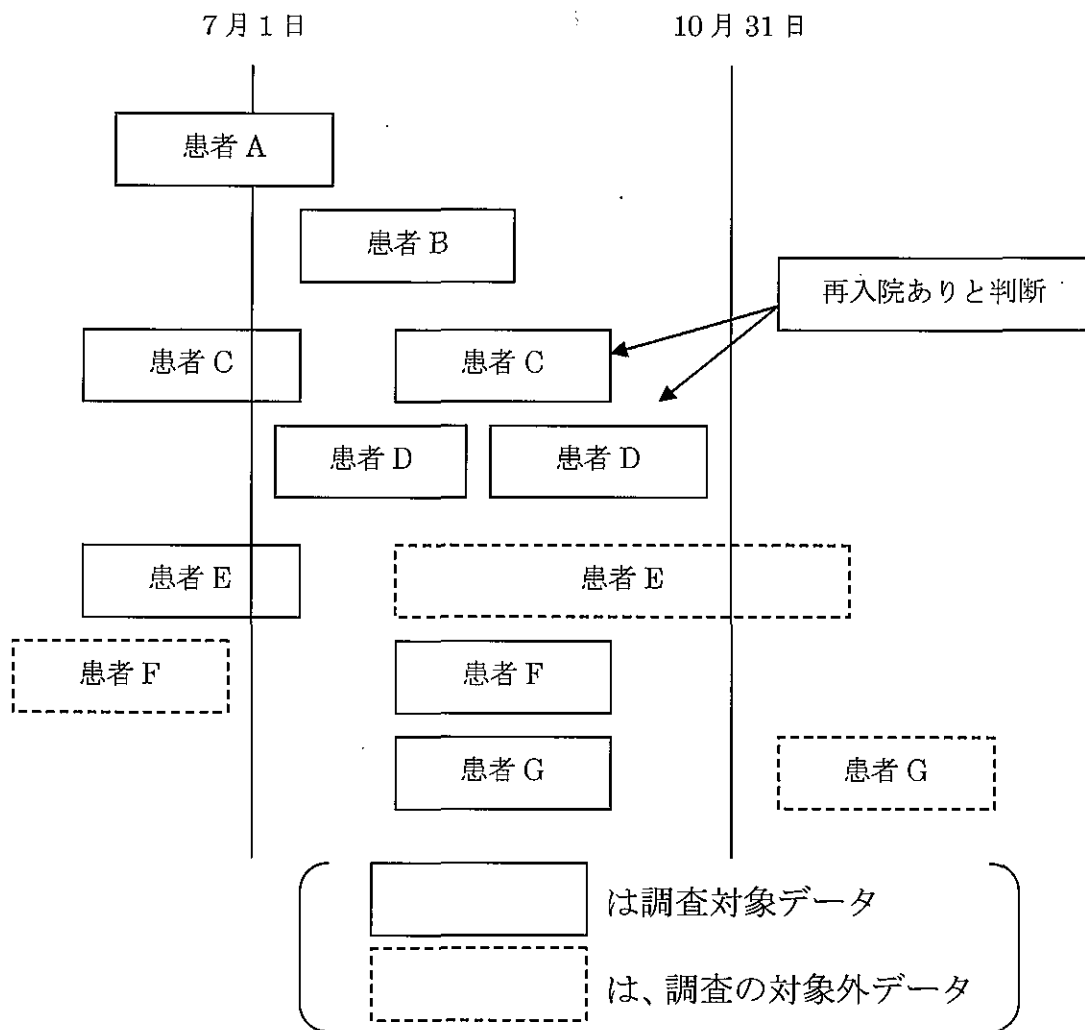 7月1日 10月31日
患者A
患者B
再入院ありと判断
患者C 患者C
患者D 患者D
患者E 患者E
患者F 患者F
患者G 患者G
は調査対象データ
は、調査の対象外データ